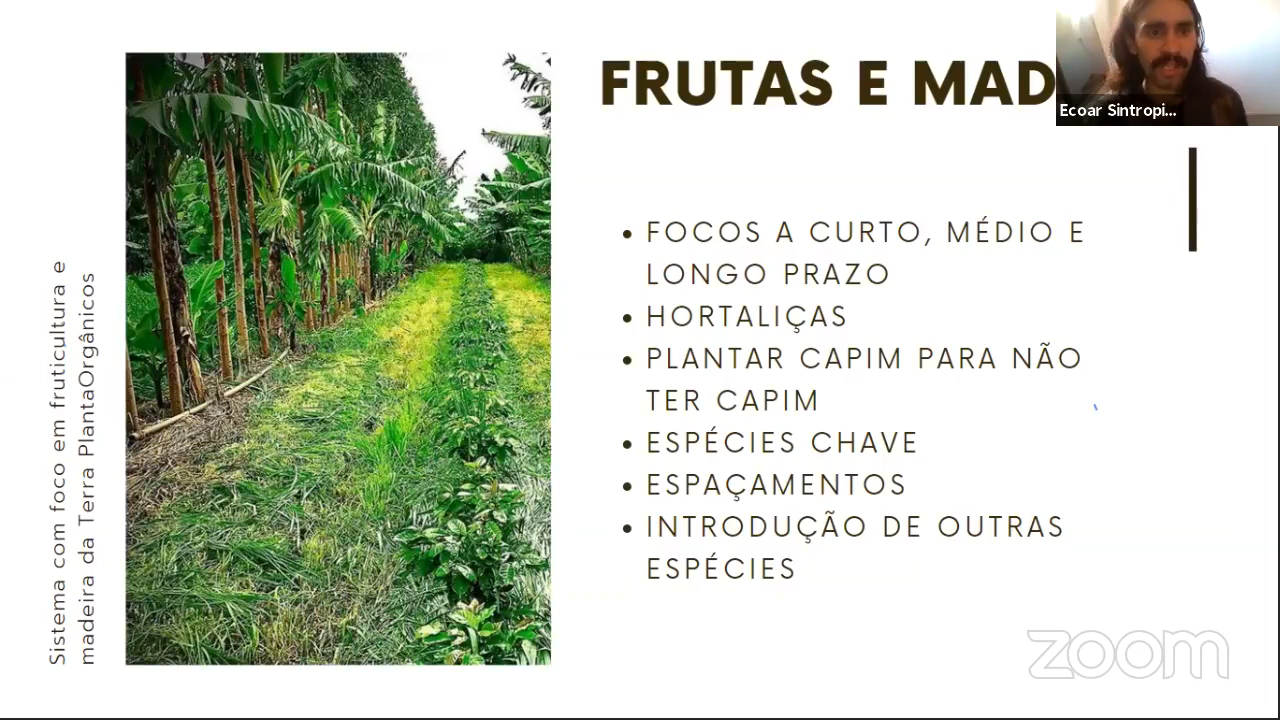 FRUTAS E MAD
Ecoar Sintropi...
FOCOS A CURTO, MÉDIO E
LONGO PRAZO
HORTALIÇAS
PLANTAR CAPIM PARA NÃO
TER CAPIM
ESPÉCIES CHAVE
ESPAÇAMENTOS
INTRODUÇÃO DE OUTRAS
ESPÉCIES
Sistema com foco em fruticultura e
madeira da Terra PlantaOrgânicos
zoom